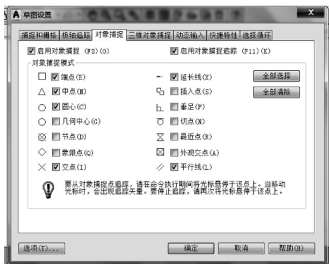 草图设置
捕捉和栅格 极轴追踪 对象捕捉 三维对象捕捉 动态输入 快捷特性 选择循环
启用对象捕捉 (F3)(O) 启用对象捕捉追踪 (F11)(K)
对象捕捉模式
端点(E) 延长线(X) 全部选择
中点(M) 插入点(S) 全部清除
圆心(C) 垂足(P)
几何中心(G) 切点(N)
节点(D) 最近点(R)
象限点(Q) 外观交点(A)
交点(I) 平行线(L)
要从对象捕捉点追踪，请在命令执行期间将光标悬停于该点上。当移动
光标时，会出现追踪矢量。要停止追踪，请再次将光标悬停于该点上。
选项(T)... 确定 取消 帮助(H)